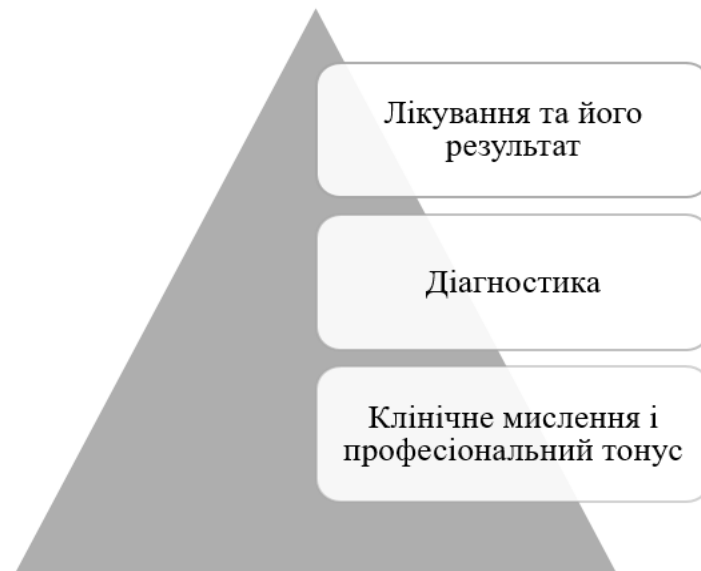 Лікування та його
результат
Діагностика
Клінічне мислення і
професіональний тонус